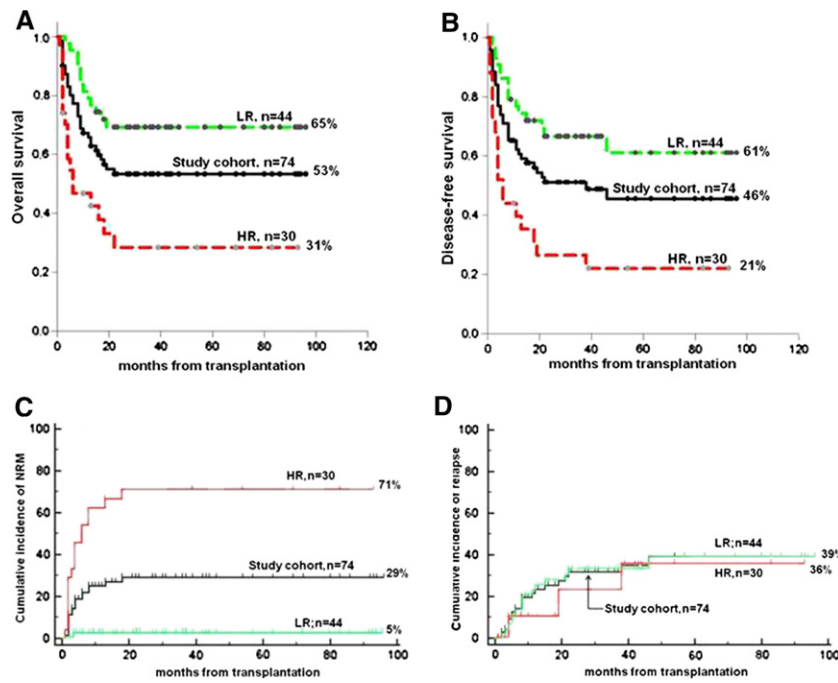 A
Overall survival
1.0
0.8
0.6
0.4
0.2
0.0
LR, n=44
65%
Study cohort, n=74
53%
HR, n=30
31%
0 20 40 60 80 100 120
months from transplantation
B
Disease-free survival
1.0
0.8
0.6
0.4
0.2
0.0
LR, n=44
61%
Study cohort, n=74
46%
HR, n=30
21%
0 20 40 60 80 100 120
months from transplantation
C
Cumulative incidence of NRM
100
80
60
40
20
0
HR,n=30
71%
Study cohort,n=74
29%
LR;n=44
5%
0 20 40 60 80 100
months from transplantation
D
Cumulative incidence of relapse
100
80
60
40
20
0
LR;n=44
39%
HR,n=30
36%
Study cohort,n=74
0 20 40 60 80 100
months from transplantation